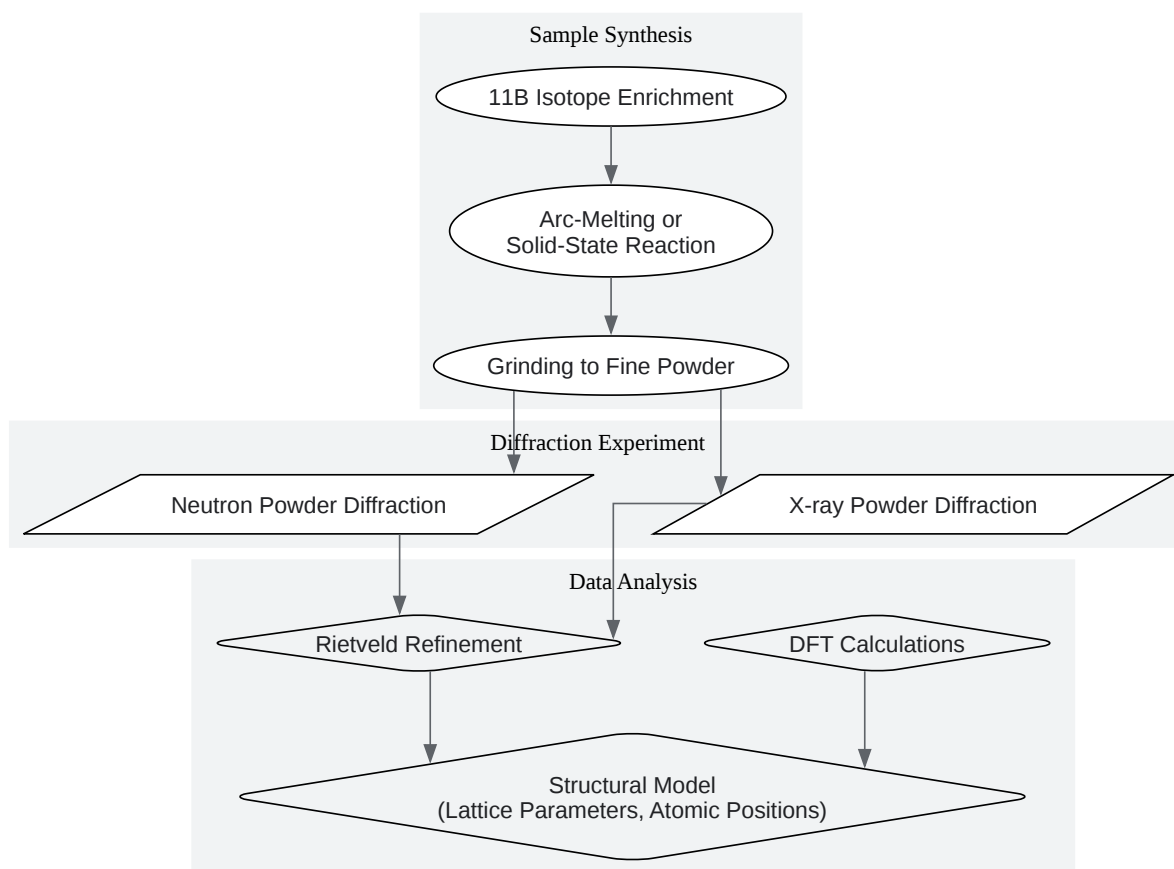 Sample Synthesis
11B Isotope Enrichment
Arc-Melting or
Solid-State Reaction
Grinding to Fine Powder
Diffraction Experiment
Neutron Powder Diffraction
X-ray Powder Diffraction
Data Analysis
Rietveld Refinement
DFT Calculations
Structural Model
(Lattice Parameters, Atomic Positions)